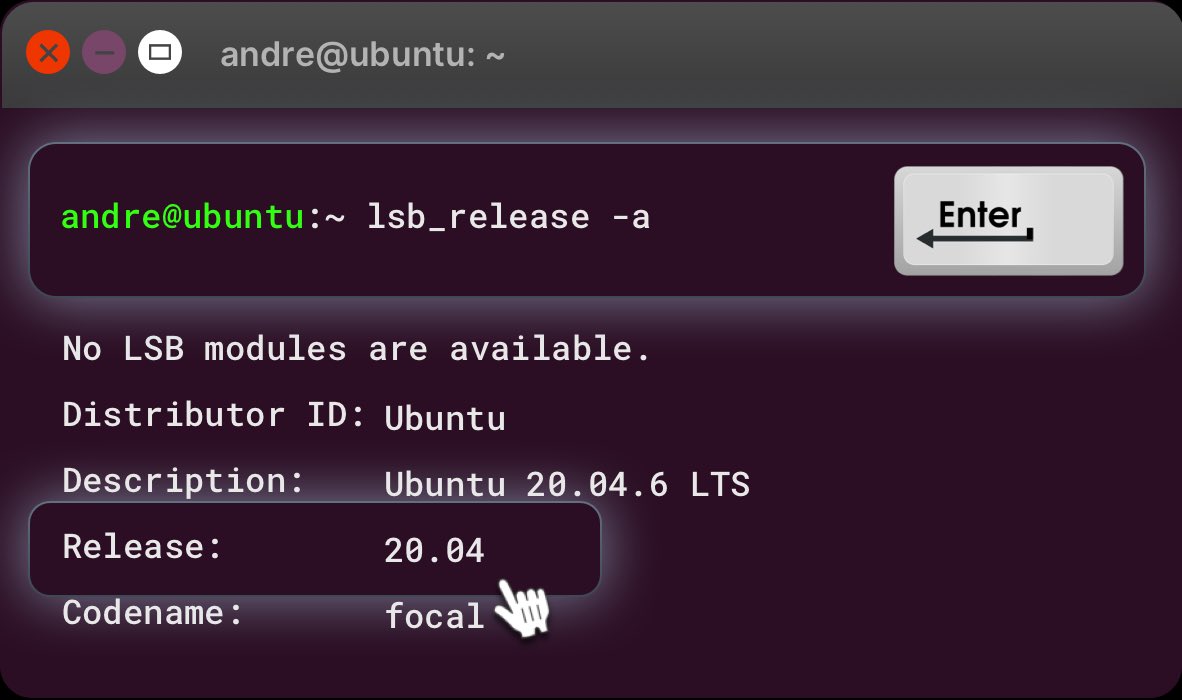 andre@ubuntu: ~
andre@ubuntu:~ lsb_release -a
Enter
No LSB modules are available.
Distributor ID: Ubuntu
Description: Ubuntu 20.04.6 LTS
Release: 20.04
Codename: focal